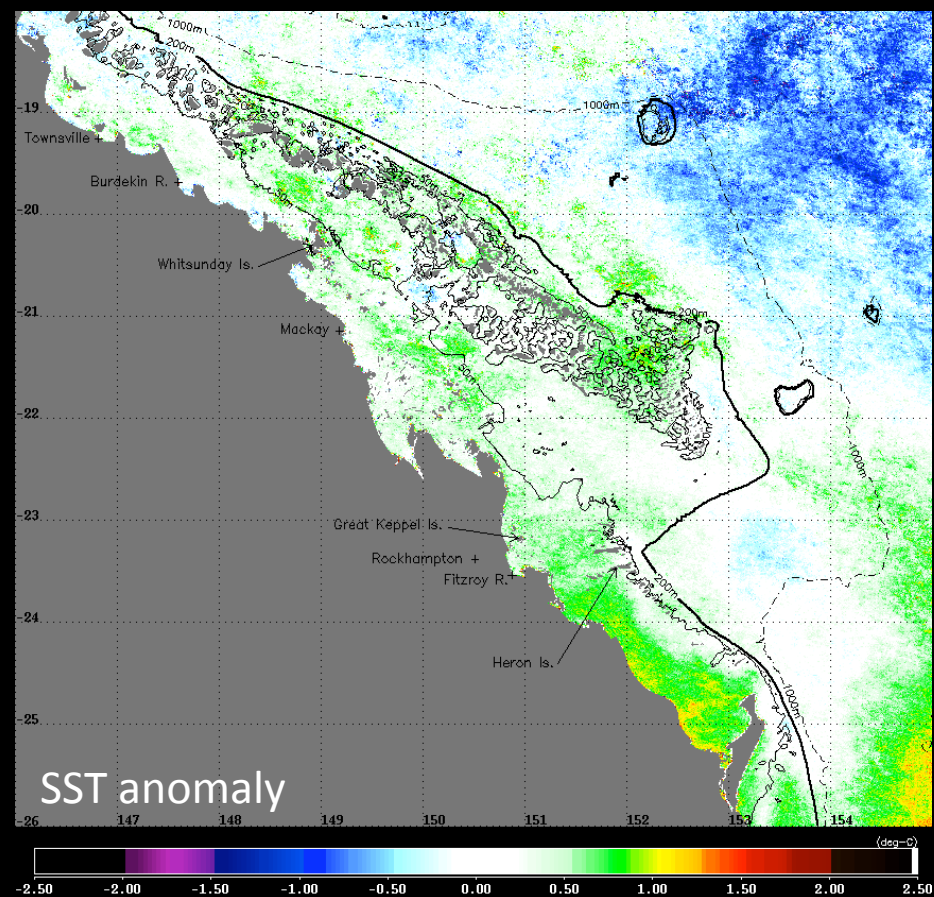 1000m
200m
-19
1000m
Townsville +
Burdekin R. +
-20
Whitsunday Is.
-21
200m
Mackay +
-22
1000m
-23
Great Keppel Is.
Rockhampton +
Fitzroy R. +
200m
-24
Heron Is.
1000m
-25
SST anomaly
-26
147 148 149 150 151 152 153 154
(deg-C)
-2.50 -2.00 -1.50 -1.00 -0.50 0.00 0.50 1.00 1.50 2.00 2.50